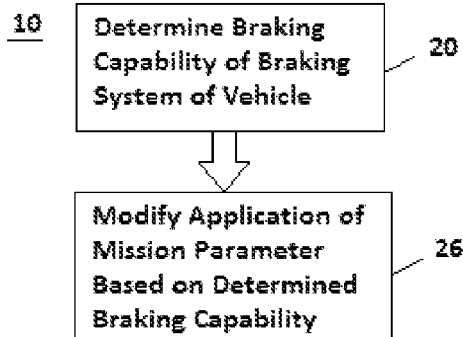 10
Determine Braking
Capability of Braking
System of Vehicle
20
Modify Application of
Mission Parameter
Based on Determined
Braking Capability
26